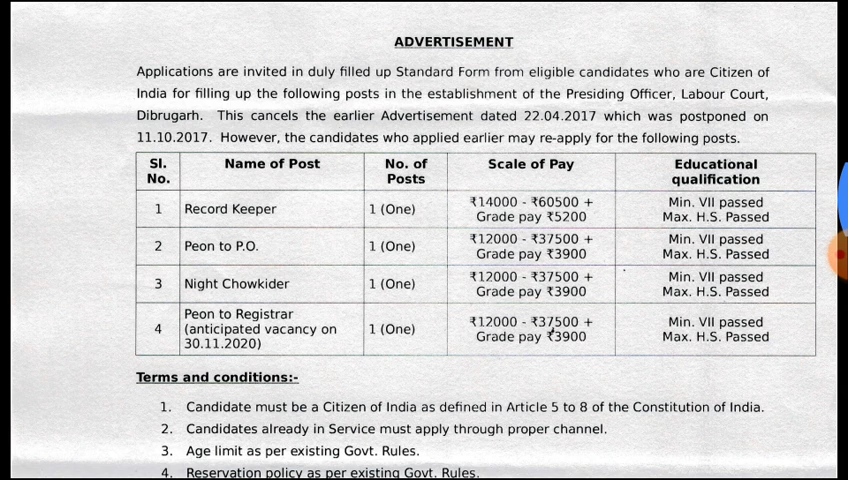 ADVERTISEMENT
Applications are invited in duly filled up Standard Form from eligible candidates who are Citizen of
India for filling up the following posts in the establishment of the Presiding Officer, Labour Court,
Dibrugarh. This cancels the earlier Advertisement dated 22.04.2017 which was postponed on
11.10.2017. However, the candidates who applied earlier may re-apply for the following posts.
Sl. No. Name of Post No. of Posts Scale of Pay Educational qualification
1 Record Keeper 1 (One) ₹14000 - ₹60500 + Grade pay ₹5200 Min. VII passed Max. H.S. Passed
2 Peon to P.O. 1 (One) ₹12000 - ₹37500 + Grade pay ₹3900 Min. VII passed Max. H.S. Passed
3 Night Chowkider 1 (One) ₹12000 - ₹37500 + Grade pay ₹3900 Min. VII passed Max. H.S. Passed
4 Peon to Registrar (anticipated vacancy on 30.11.2020) 1 (One) ₹12000 - ₹37500 + Grade pay ₹3900 Min. VII passed Max. H.S. Passed
Terms and conditions:-
1. Candidate must be a Citizen of India as defined in Article 5 to 8 of the Constitution of India.
2. Candidates already in Service must apply through proper channel.
3. Age limit as per existing Govt. Rules.
4. Reservation policy as per existing Govt. Rules.